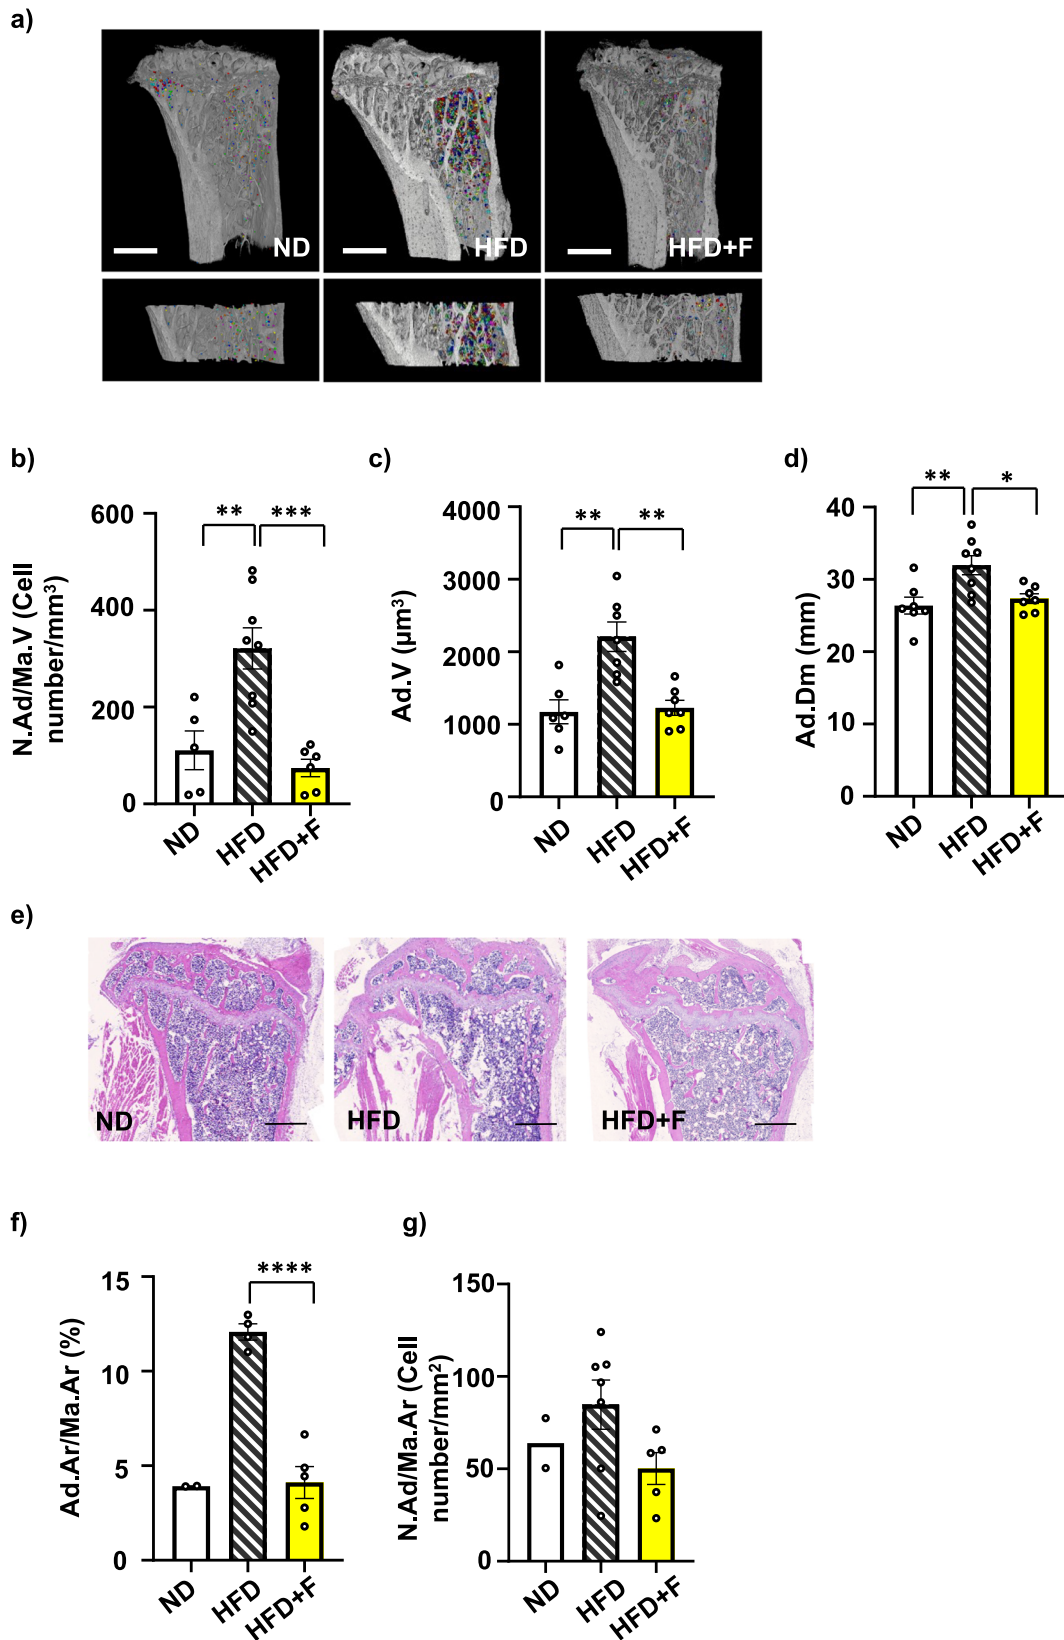 a)
ND
HFD
HFD+F
b)
N.Ad/Ma.V (Cell
number/mm³)
600
400
200
0
**
***
ND
HFD
HFD+F
c)
Ad.V (µm³)
4000
3000
2000
1000
0
**
**
ND
HFD
HFD+F
d)
Ad.Dm (mm)
40
30
20
10
0
**
*
ND
HFD
HFD+F
e)
ND
HFD
HFD+F
f)
Ad.Ar/Ma.Ar (%)
15
10
5
0
****
ND
HFD
HFD+F
g)
N.Ad/Ma.Ar (Cell
number/mm²)
150
100
50
0
ND
HFD
HFD+F